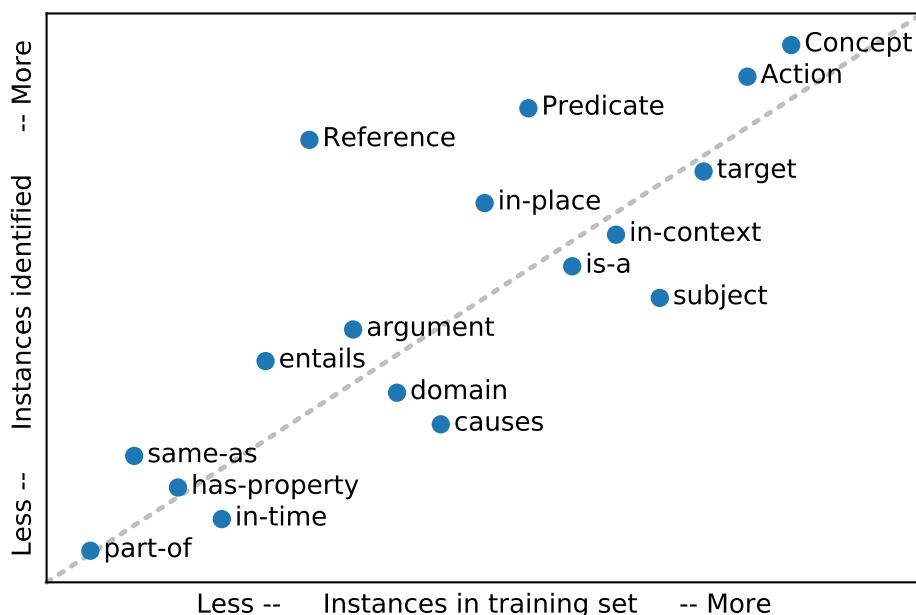 Concept
Action
Predicate
Reference
target
in-place
in-context
is-a
subject
argument
entails
domain
causes
same-as
has-property
in-time
part-of
Less -- Instances identified -- More
Less -- Instances in training set -- More